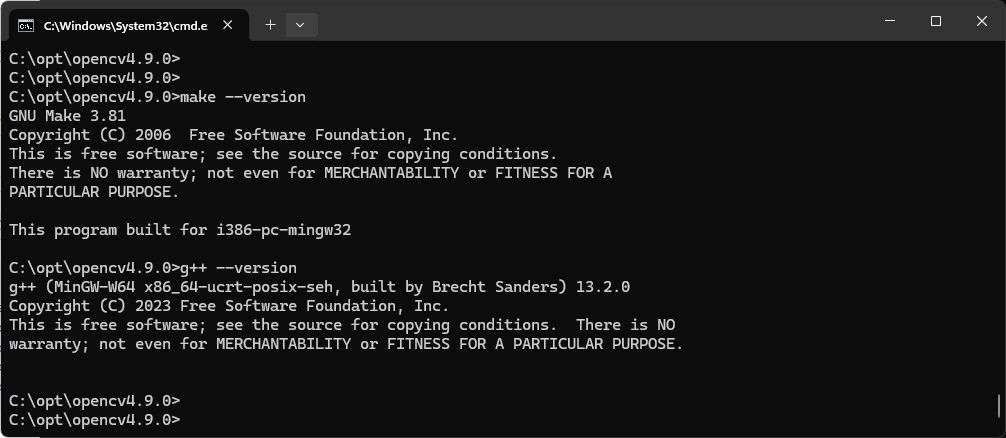 C:\Windows\System32\cmd.e
C:\opt\opencv4.9.0>
C:\opt\opencv4.9.0>
C:\opt\opencv4.9.0>make --version
GNU Make 3.81
Copyright (C) 2006  Free Software Foundation, Inc.
This is free software; see the source for copying conditions.
There is NO warranty; not even for MERCHANTABILITY or FITNESS FOR A
PARTICULAR PURPOSE.
This program built for i386-pc-mingw32
C:\opt\opencv4.9.0>g++ --version
g++ (MinGW-W64 x86_64-ucrt-posix-seh, built by Brecht Sanders) 13.2.0
Copyright (C) 2023 Free Software Foundation, Inc.
This is free software; see the source for copying conditions.  There is NO
warranty; not even for MERCHANTABILITY or FITNESS FOR A PARTICULAR PURPOSE.
C:\opt\opencv4.9.0>
C:\opt\opencv4.9.0>